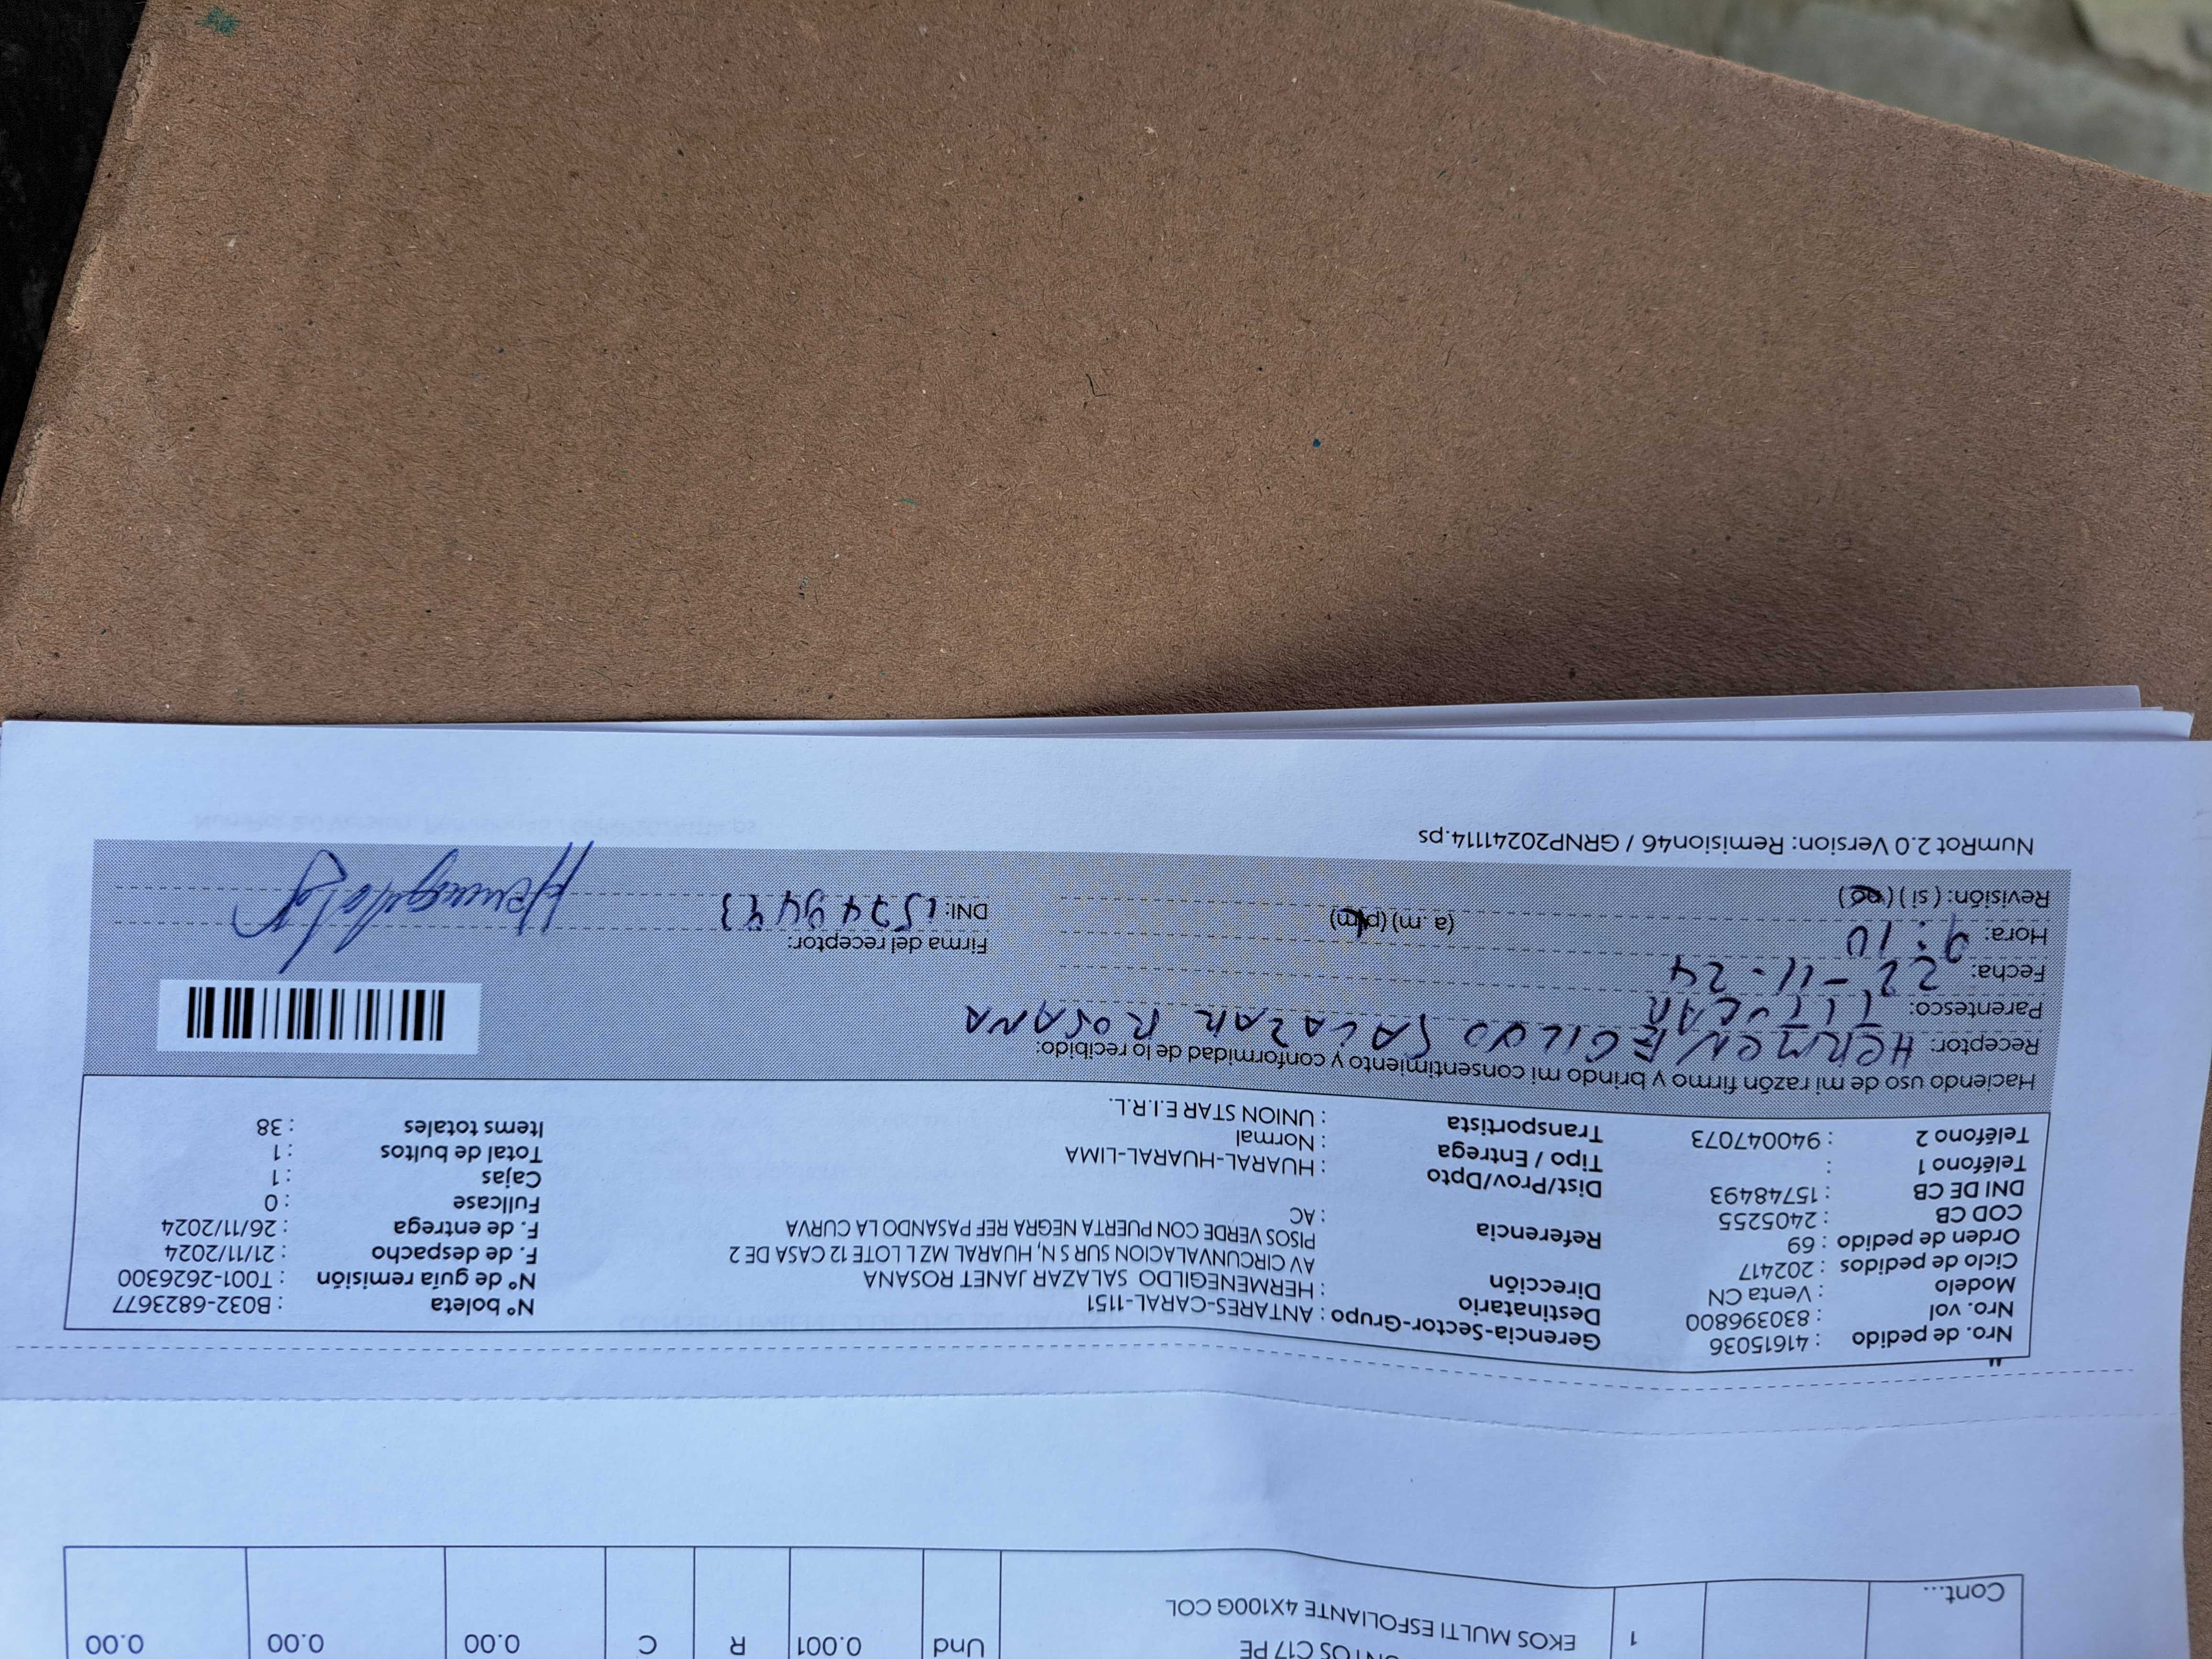 NTOS C17 PE
1 EKOS MULTI ESFOLIANTE 4X100G COL Und 0.001 R C 0.00 0.00 0.00
Cont...
Nro. de pedido : 41615036
Nro. vol : 830396800
Modelo : Venta CN
Ciclo de pedidos : 202417
Orden de pedido : 69
COD CB : 2405255
DNI DE CB : 15748493
Teléfono 1 :
Teléfono 2 : 940047073
Gerencia-Sector-Grupo : ANTARES-CARAL-1151
Destinatario : HERMENEGILDO SALAZAR JANET ROSANA
Dirección AV CIRCUNVALACION SUR S N, HUARAL MZ L LOTE 12 CASA DE 2
PISOS VERDE CON PUERTA NEGRA REF PASANDO LA CURVA
Referencia : AC
Dist/Prov/Dpto : HUARAL-HUARAL-LIMA
Tipo / Entrega : Normal
Transportista : UNION STAR E.I.R.L.
N° boleta : B032-6823677
N° de guía remisión : T001-2626300
F. de despacho : 21/11/2024
F. de entrega : 26/11/2024
Fullcase : 0
Cajas : 1
Total de bultos : 1
Items totales : 38
Haciendo uso de mi razón firmo y brindo mi consentimiento y conformidad de lo recibido:
Receptor: HERMENEGILDO SALAZAR ROSANA
Parentesco: TITULAR
Fecha: 22-11-24
Hora: 9:10 (a. m) (p.m)
Revisión: ( si ) (no)
Firma del receptor:
DNI: 15748493
NumRot 2.0 Version: Remision46 / GRNP20241114.ps